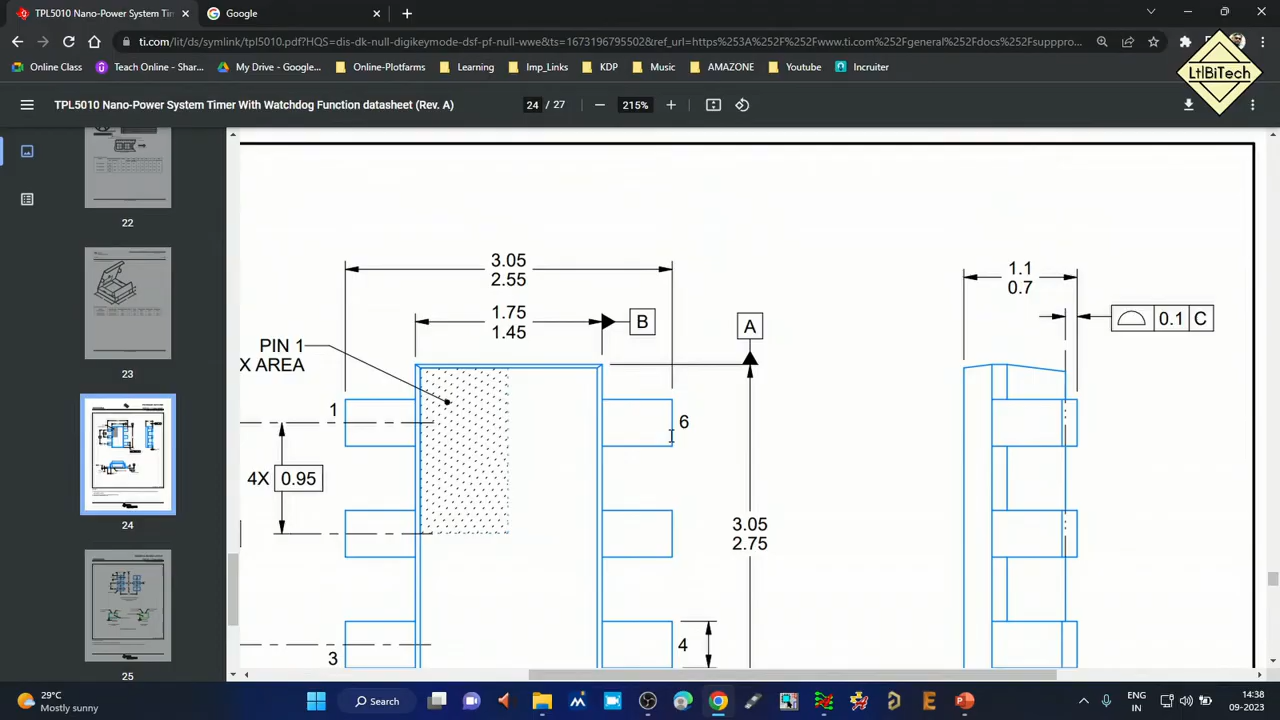 TPL5010 Nano-Power System Tim
Google
ti.com/lit/ds/symlink/tpl5010.pdf?HQS=dis-dk-null-digikeymode-dsf-pf-null-wwe&ts=1673196795502&ref_url=https%253A%252F%252Fwww.ti.com%252Fgeneral%252Fdocs%252Fsupppro...
Online Class
Teach Online - Shar...
My Drive - Google...
Online-Plotfarms
Learning
Imp. Links
KDP
Music
AMAZONE
Youtube
Incruiter
LtlBiTech
TPL5010 Nano-Power System Timer With Watchdog Function datasheet (Rev. A)
24 / 27
215%
22
23
24
25
3.05
2.55
1.75
1.45
B
A
PIN 1
X AREA
1
6
4X 0.95
3.05
2.75
3
4
1.1
0.7
0.1 C
29°C
Mostly sunny
Search
ENG
IN
14:38
09-2023